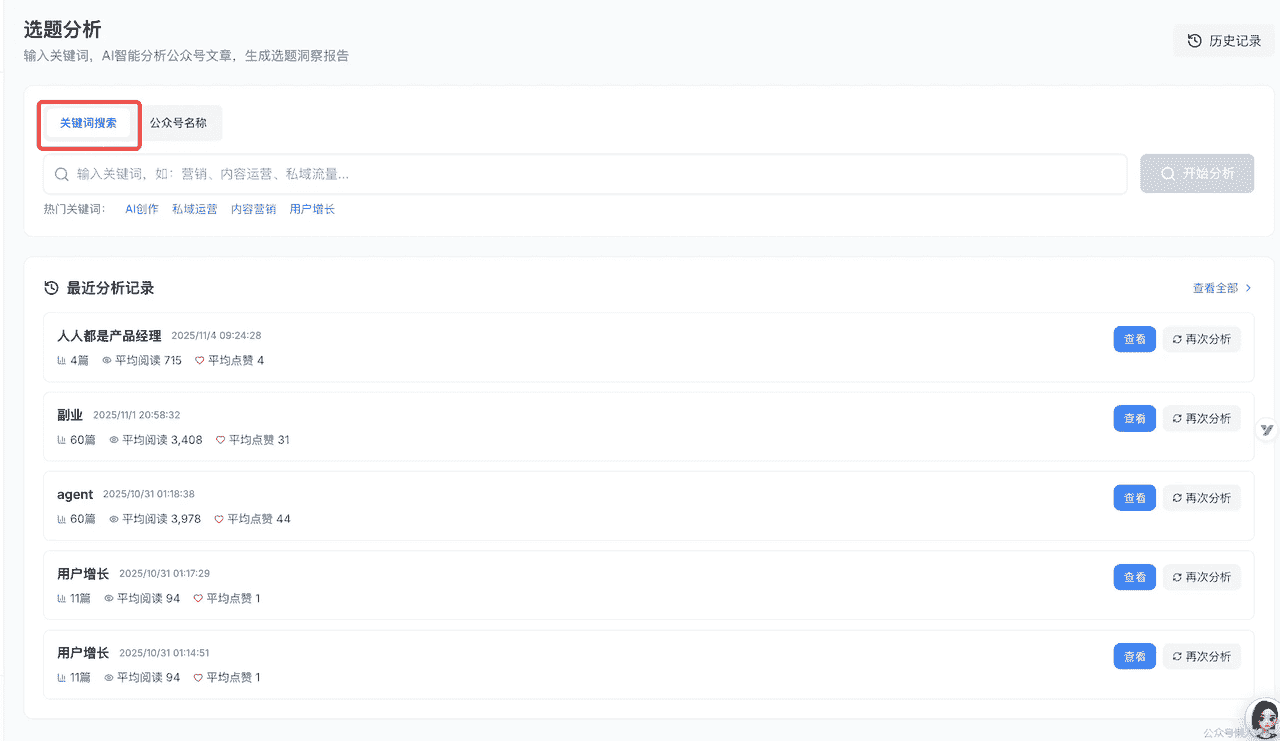 选题分析
输入关键词，AI智能分析公众号文章，生成选题洞察报告
历史记录
关键词搜索 公众号名称
输入关键词，如：营销、内容运营、私域流量...
开始分析
热门关键词： AI创作 私域运营 内容营销 用户增长
最近分析记录 查看全部
人人都是产品经理 2025/11/4 09:24:28
4篇 平均阅读 715 平均点赞 4
查看 再次分析
副业 2025/11/1 20:58:32
60篇 平均阅读 3,408 平均点赞 31
查看 再次分析
agent 2025/10/31 01:18:38
60篇 平均阅读 3,978 平均点赞 44
查看 再次分析
用户增长 2025/10/31 01:17:29
11篇 平均阅读 94 平均点赞 1
查看 再次分析
用户增长 2025/10/31 01:14:51
11篇 平均阅读 94 平均点赞 1
查看 再次分析
公众号懒